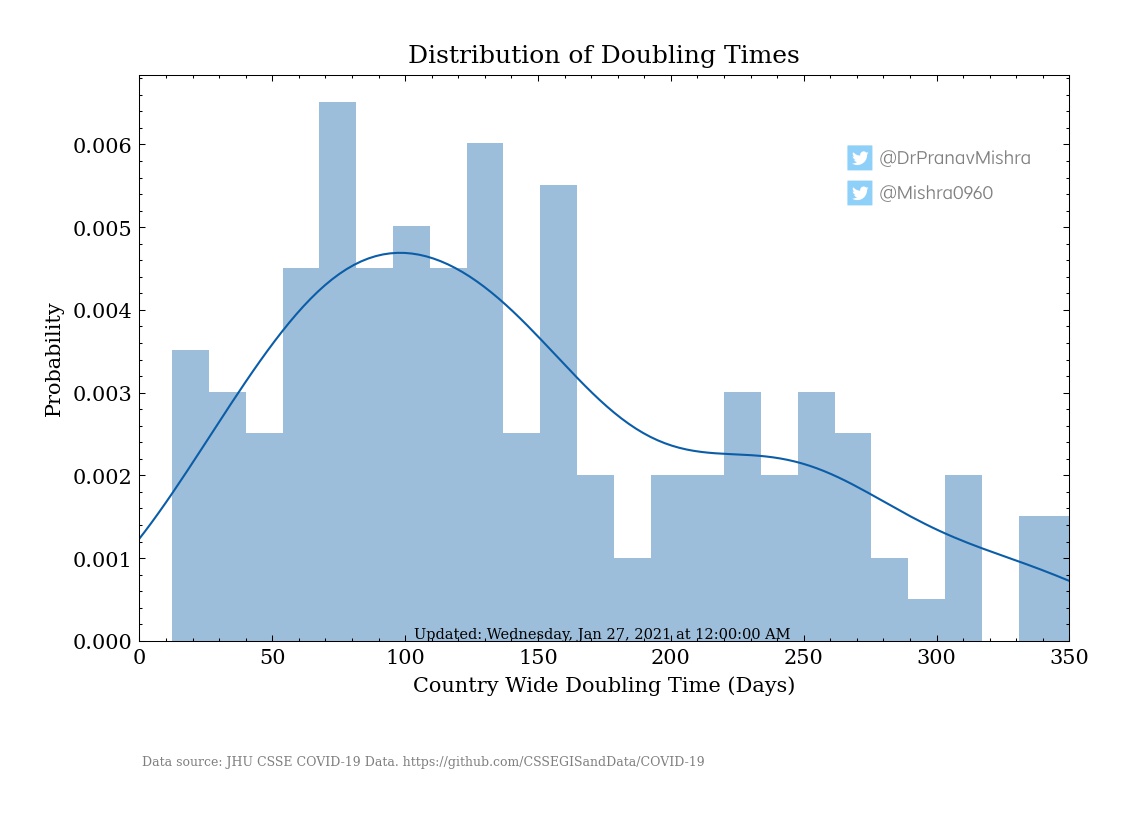 Distribution of Doubling Times
0.006
0.005
0.004
0.003
0.002
0.001
0.000
Probability
@DrPranavMishra
@Mishra0960
Updated: Wednesday, Jan 27, 2021 at 12:00:00 AM
0 50 100 150 200 250 300 350
Country Wide Doubling Time (Days)
Data source: JHU CSSE COVID-19 Data. https://github.com/CSSEGISandData/COVID-19